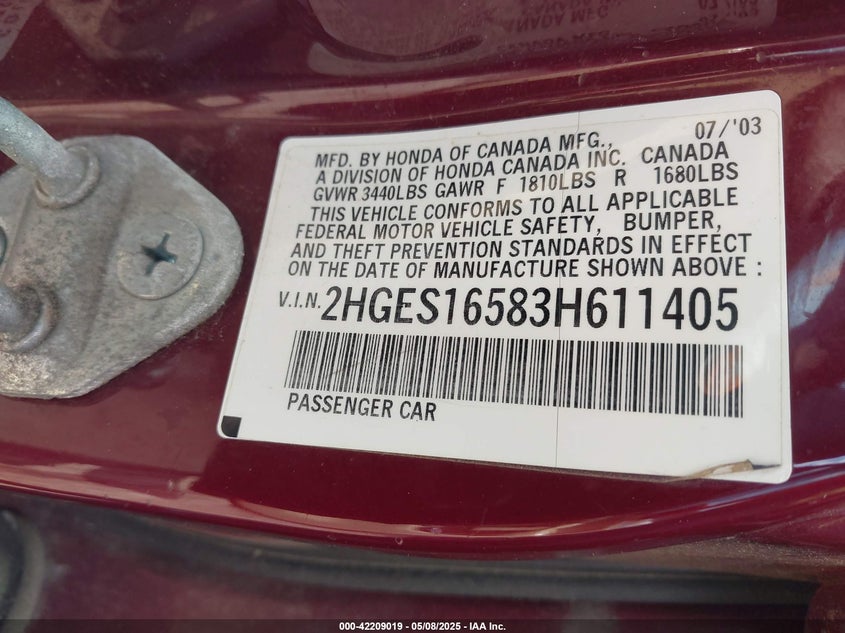 07/'03
MFD. BY HONDA OF CANADA MFG.,
A DIVISION OF HONDA CANADA INC. CANADA
GVWR 3440LBS GAWR F 1810LBS R 1680LBS
THIS VEHICLE CONFORMS TO ALL APPLICABLE
FEDERAL MOTOR VEHICLE SAFETY, BUMPER,
AND THEFT PREVENTION STANDARDS IN EFFECT
ON THE DATE OF MANUFACTURE SHOWN ABOVE :
V.I.N. 2HGES16583H611405
PASSENGER CAR
000-42209019 - 05/08/2025 - IAA Inc.